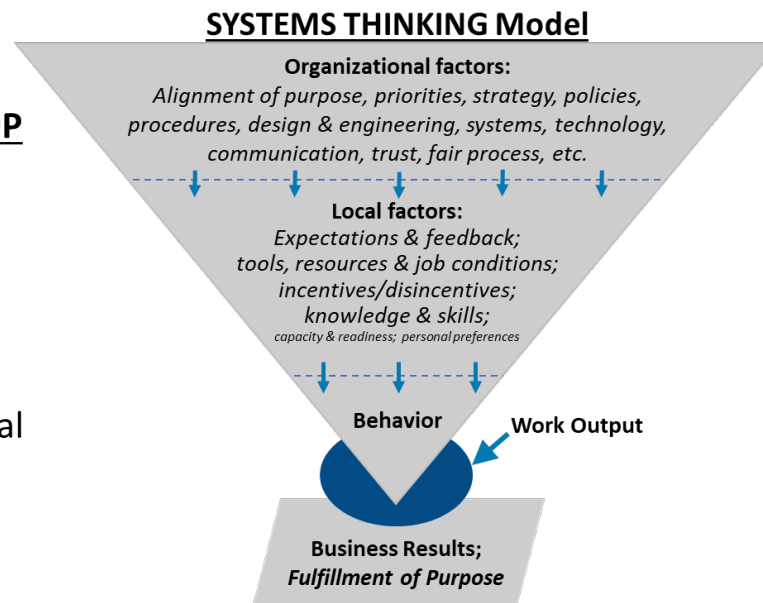 SYSTEMS THINKING Model
Organizational factors:
Alignment of purpose, priorities, strategy, policies,
procedures, design & engineering, systems, technology,
communication, trust, fair process, etc.
Local factors:
Expectations & feedback;
tools, resources & job conditions;
incentives/disincentives;
knowledge & skills;
capacity & readiness; personal preferences
Behavior
Work Output
Business Results;
Fulfillment of Purpose